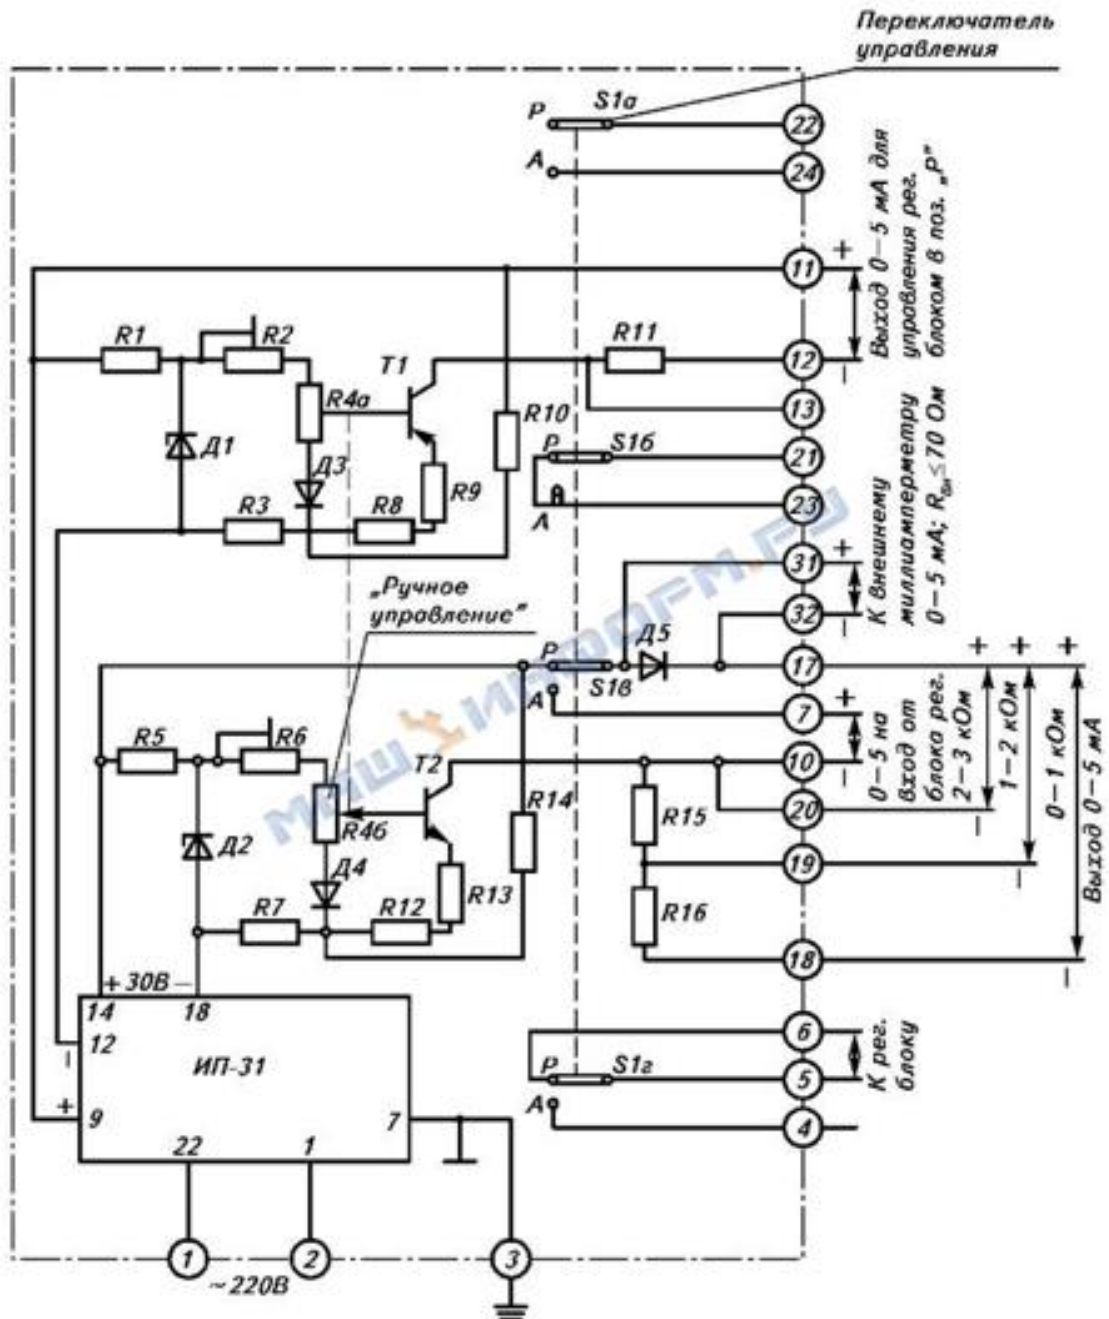 Переключатель
управления
P
S1а
22
A
24
11
+
R1
R2
R11
12
−
Выход 0—5 мА для
управления рег.
блоком в поз. „Р"
T1
R4а
13
R10
Д1
P
S1б
21
Д3
R9
R3
R8
A
23
31
+
К внешнему
миллиамперметру
0—5 мА; Rвн≤70 Ом
„Ручное
управление"
32
−
P
Д5
17
+
+
+
S1в
A
7
+
R5
R6
T2
10
−
0—5 на
вход от
блока рег.
2—3 кОм
1—2 кОм
0—1 кОм
Выход 0—5 мА
R4б
R14
R15
20
−
Д2
Д4
19
−
R13
R7
R12
R16
18
−
+ 30В −
14
18
12
−
ИП-31
+
9
7
22
1
6
P
S1г
5
К рег.
блоку
A
4
1
2
3
~220В
МАШИНФОРМ.РУ